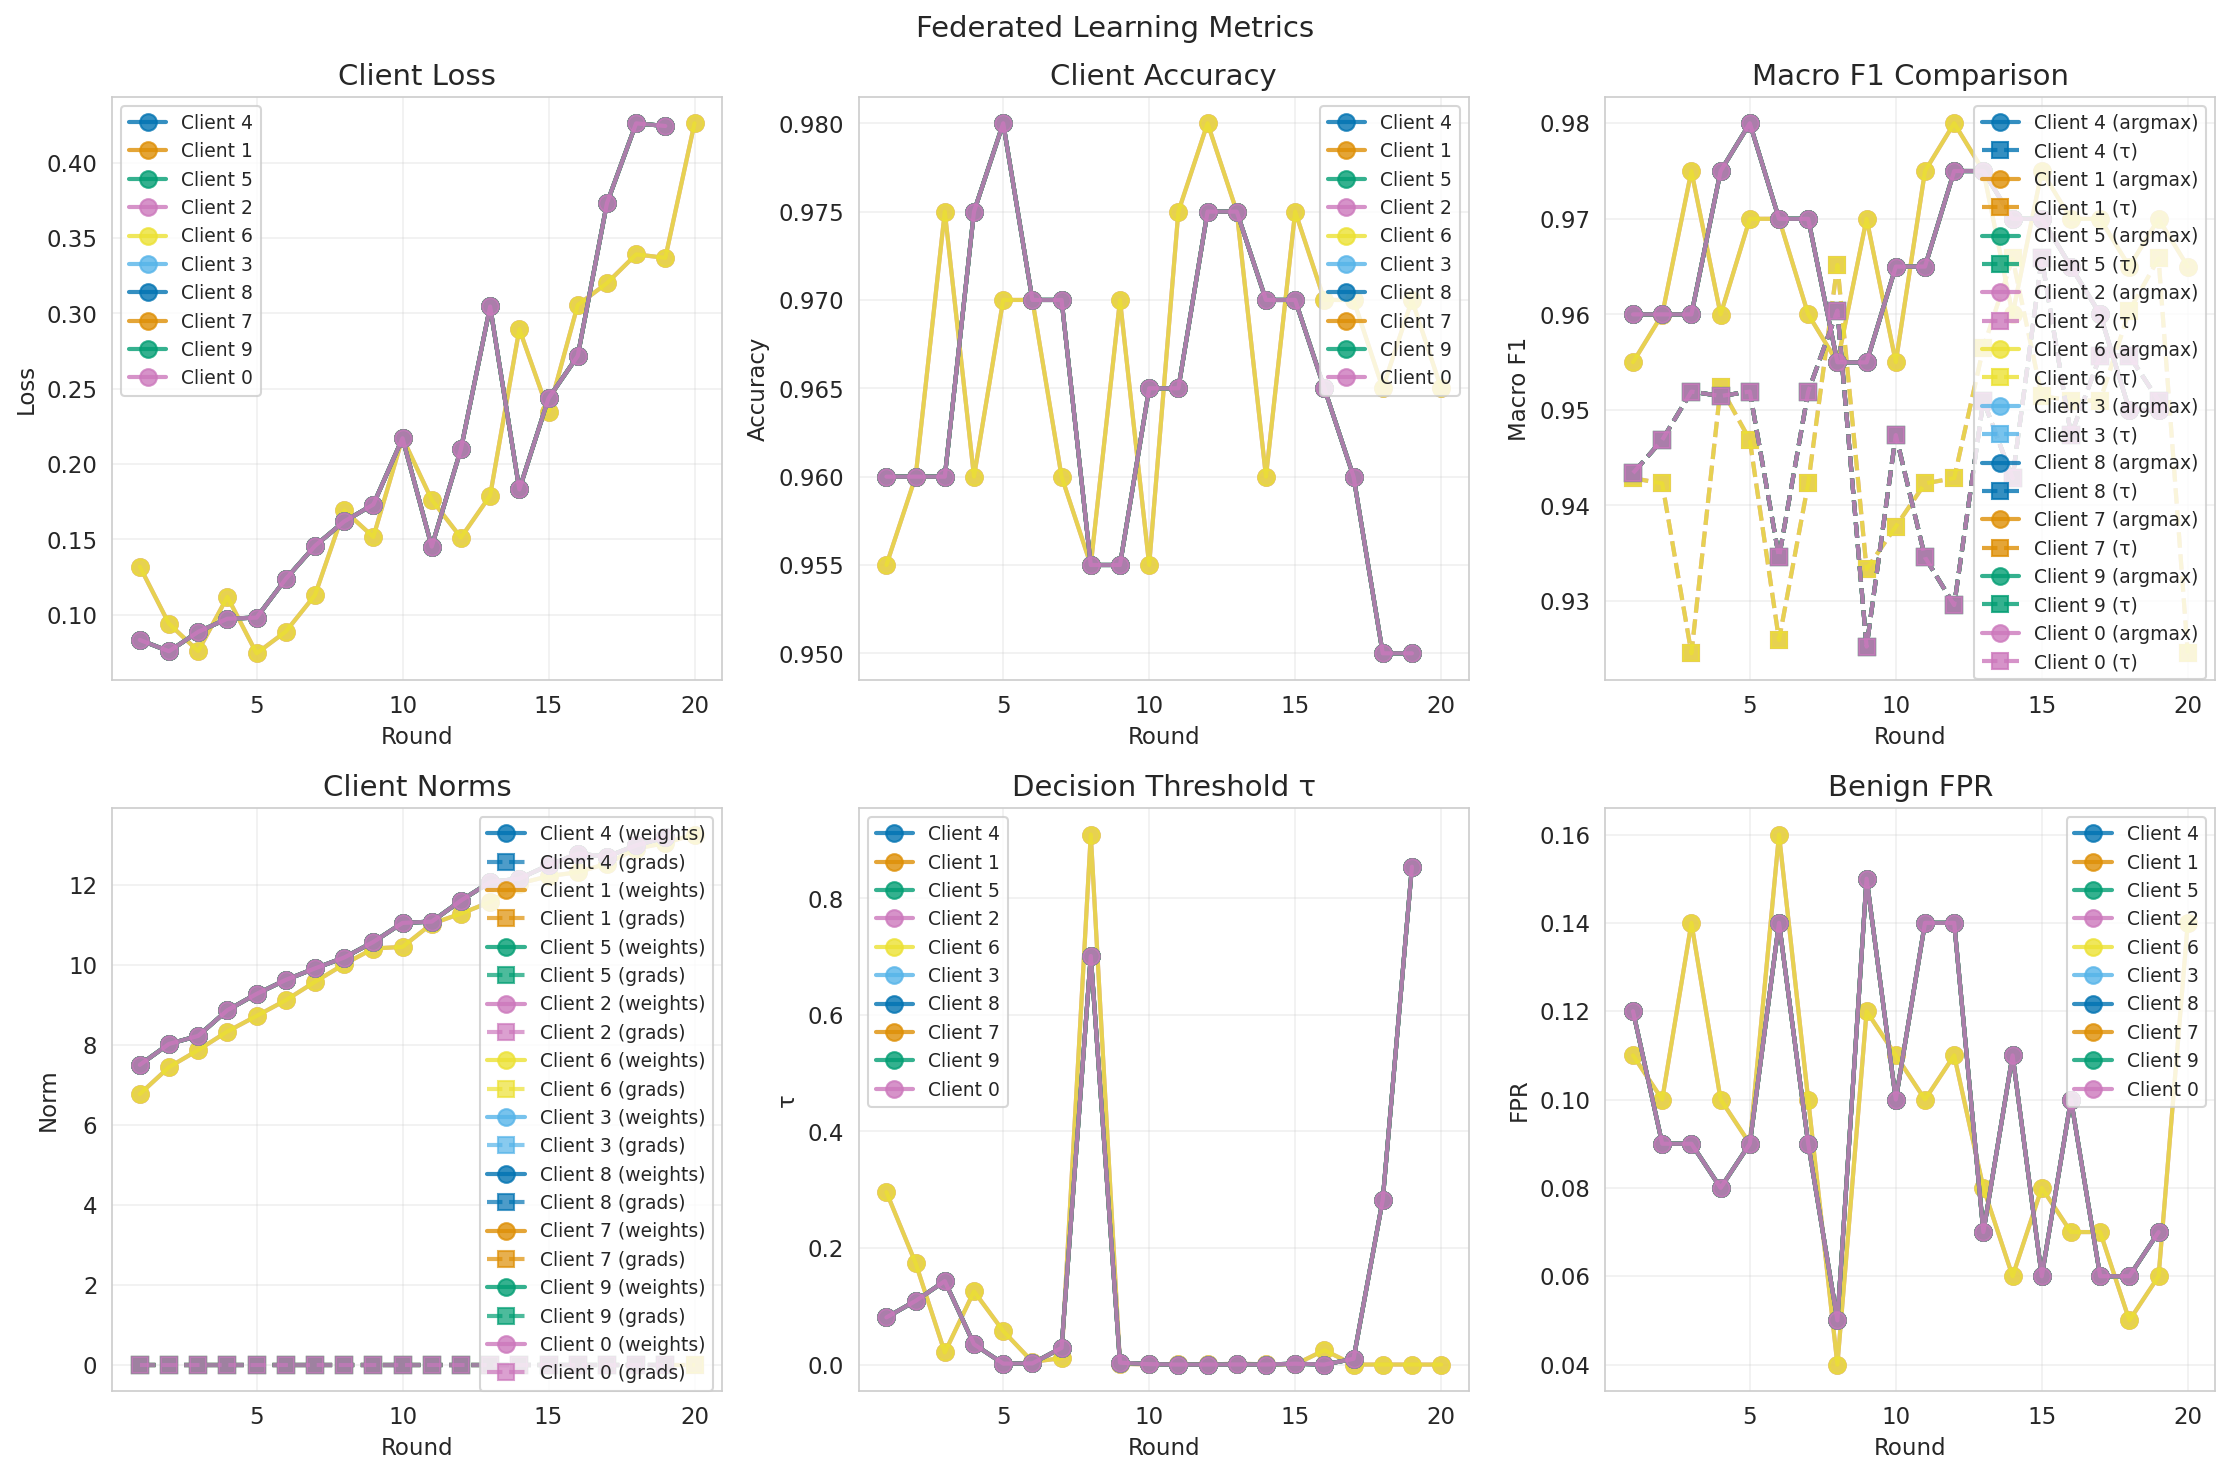 Federated Learning Metrics
Client Loss
Loss
0.40
0.35
0.30
0.25
0.20
0.15
0.10
5
10
15
20
Round
Client 4
Client 1
Client 5
Client 2
Client 6
Client 3
Client 8
Client 7
Client 9
Client 0
Client Accuracy
Accuracy
0.980
0.975
0.970
0.965
0.960
0.955
0.950
5
10
15
20
Round
Client 4
Client 1
Client 5
Client 2
Client 6
Client 3
Client 8
Client 7
Client 9
Client 0
Macro F1 Comparison
Macro F1
0.98
0.97
0.96
0.95
0.94
0.93
5
10
15
20
Round
Client 4 (argmax)
Client 4 (τ)
Client 1 (argmax)
Client 1 (τ)
Client 5 (argmax)
Client 5 (τ)
Client 2 (argmax)
Client 2 (τ)
Client 6 (argmax)
Client 6 (τ)
Client 3 (argmax)
Client 3 (τ)
Client 8 (argmax)
Client 8 (τ)
Client 7 (argmax)
Client 7 (τ)
Client 9 (argmax)
Client 9 (τ)
Client 0 (argmax)
Client 0 (τ)
Client Norms
Norm
12
10
8
6
4
2
0
5
10
15
20
Round
Client 4 (weights)
Client 4 (grads)
Client 1 (weights)
Client 1 (grads)
Client 5 (weights)
Client 5 (grads)
Client 2 (weights)
Client 2 (grads)
Client 6 (weights)
Client 6 (grads)
Client 3 (weights)
Client 3 (grads)
Client 8 (weights)
Client 8 (grads)
Client 7 (weights)
Client 7 (grads)
Client 9 (weights)
Client 9 (grads)
Client 0 (weights)
Client 0 (grads)
Decision Threshold τ
τ
0.8
0.6
0.4
0.2
0.0
5
10
15
20
Round
Client 4
Client 1
Client 5
Client 2
Client 6
Client 3
Client 8
Client 7
Client 9
Client 0
Benign FPR
FPR
0.16
0.14
0.12
0.10
0.08
0.06
0.04
5
10
15
20
Round
Client 4
Client 1
Client 5
Client 2
Client 6
Client 3
Client 8
Client 7
Client 9
Client 0